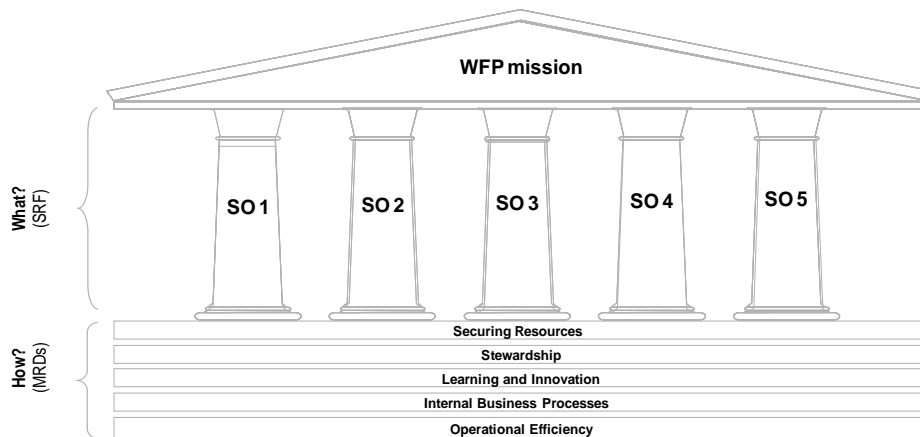 WFP mission
What?
(SRF)
SO 1
SO 2
SO 3
SO 4
SO 5
How?
(MRDs)
Securing Resources
Stewardship
Learning and Innovation
Internal Business Processes
Operational Efficiency